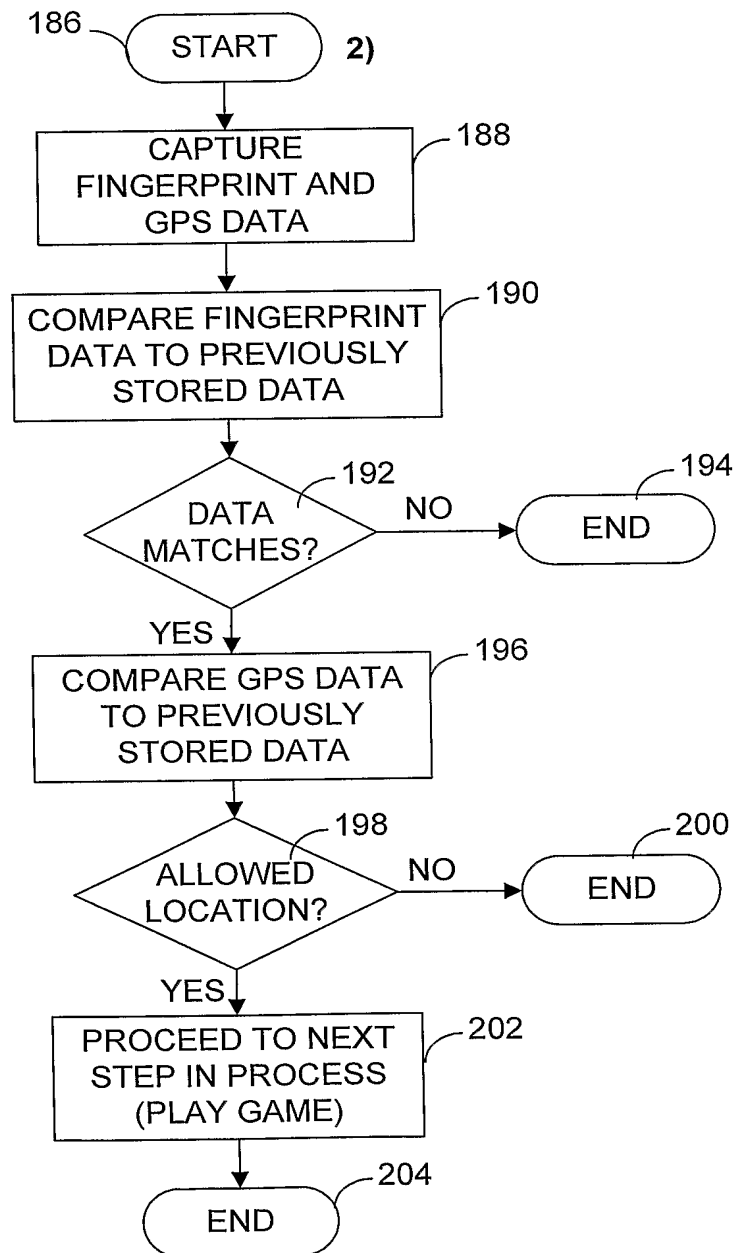 186
START
2)
188
CAPTURE
FINGERPRINT AND
GPS DATA
190
COMPARE FINGERPRINT
DATA TO PREVIOUSLY
STORED DATA
192
DATA
MATCHES?
NO
194
END
YES
196
COMPARE GPS DATA
TO PREVIOUSLY
STORED DATA
198
ALLOWED
LOCATION?
NO
200
END
YES
202
PROCEED TO NEXT
STEP IN PROCESS
(PLAY GAME)
204
END